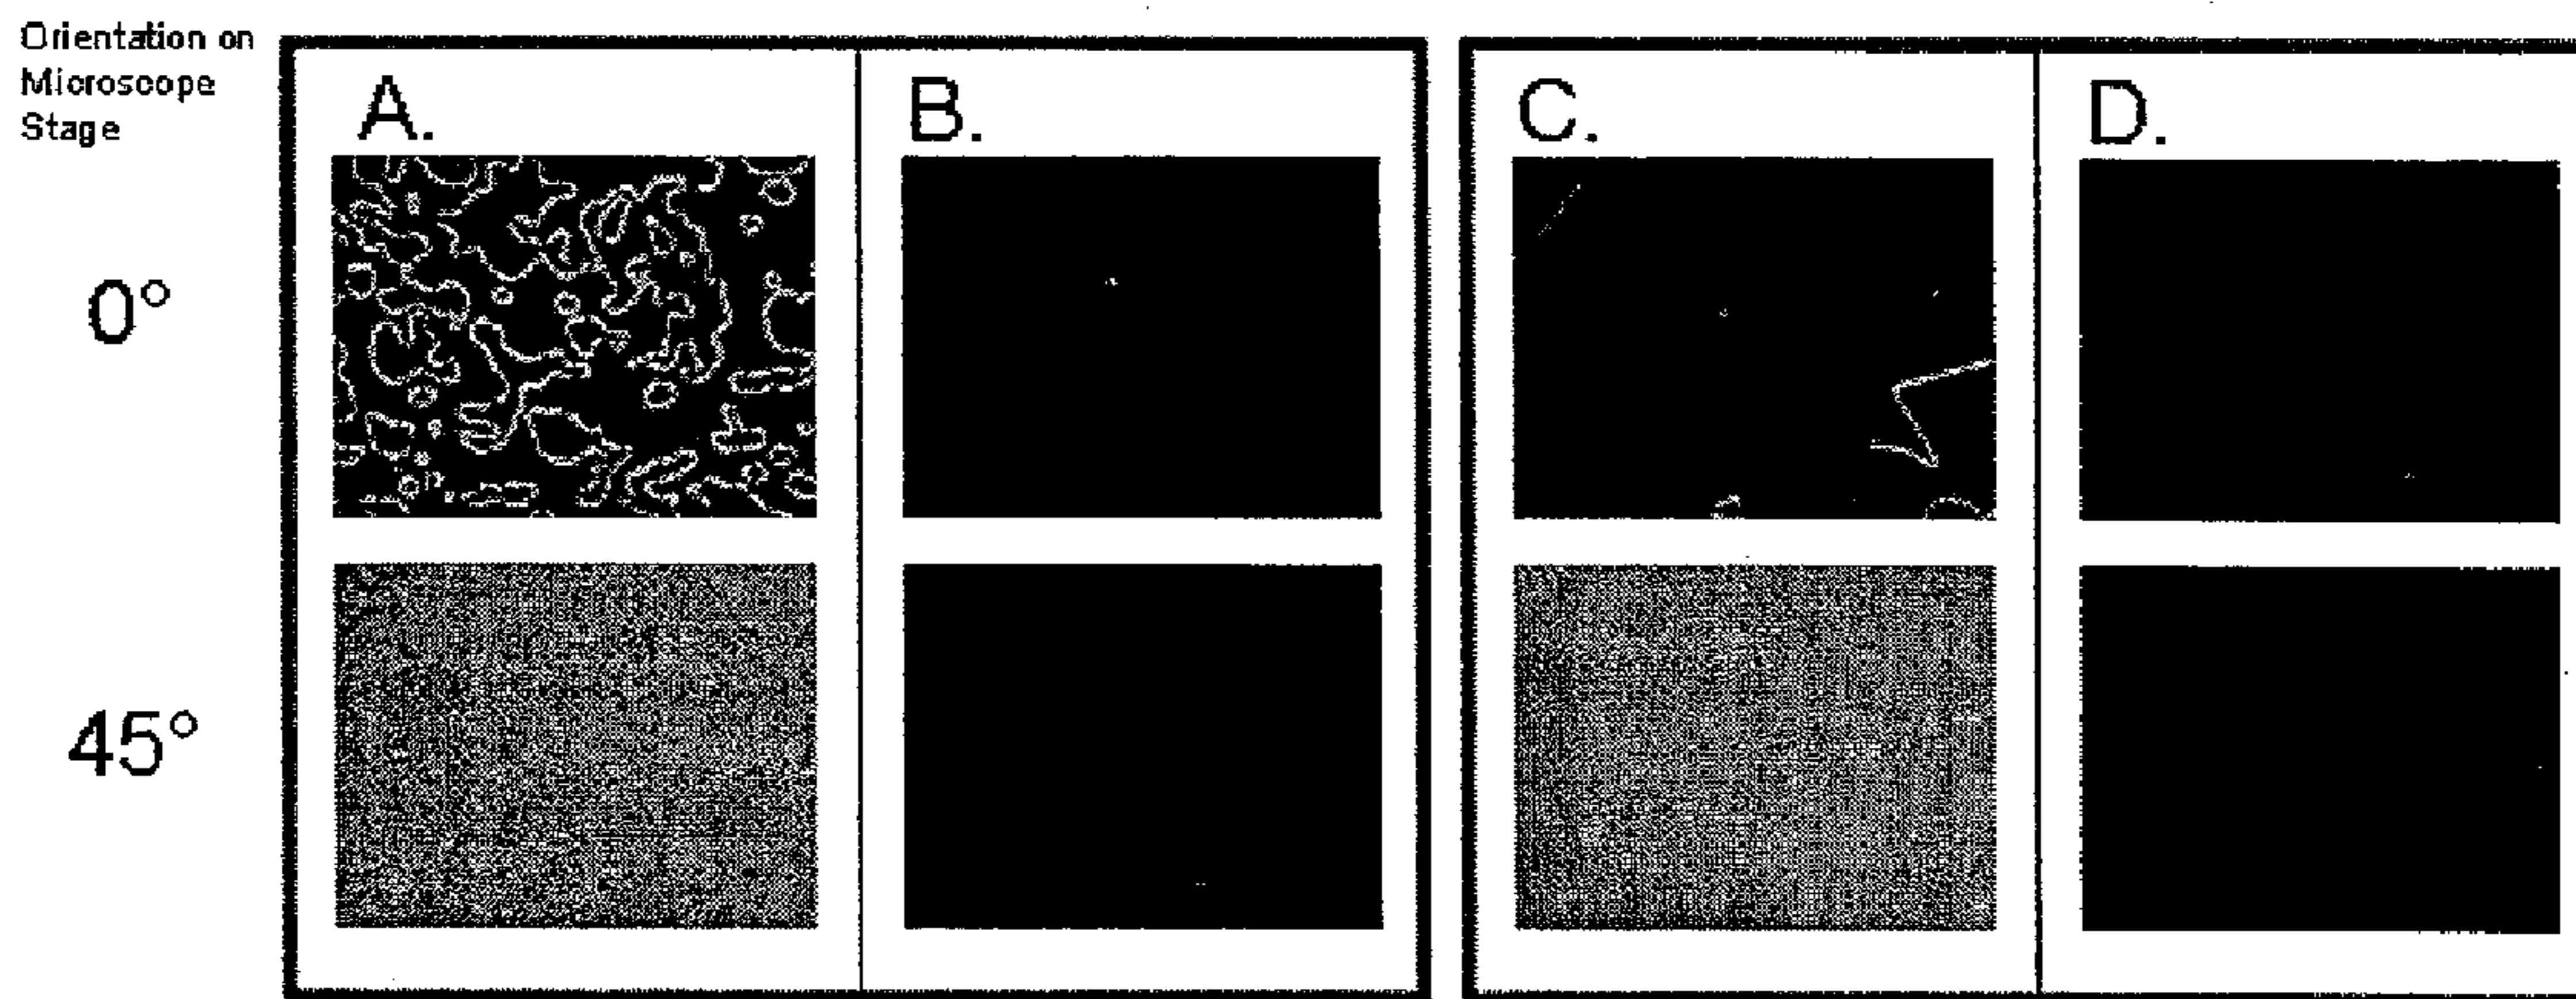 Orientation on
Microscope
Stage
A.
B.
C.
D.
0°
45°